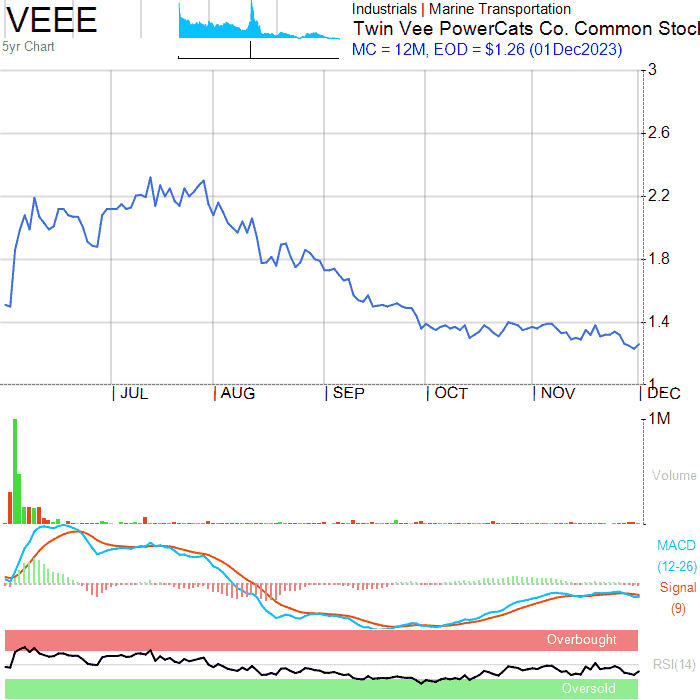 VEEE
5yr Chart
Industrials | Marine Transportation
Twin Vee PowerCats Co. Common Stocl
MC = 12M, EOD = $1.26 (01Dec2023)
3
2.6
2.2
1.8
1.4
1
JUL AUG SEP OCT NOV DEC
1M
Volume
MACD
(12-26)
Signal
(9)
Overbought
RSI(14)
Oversold